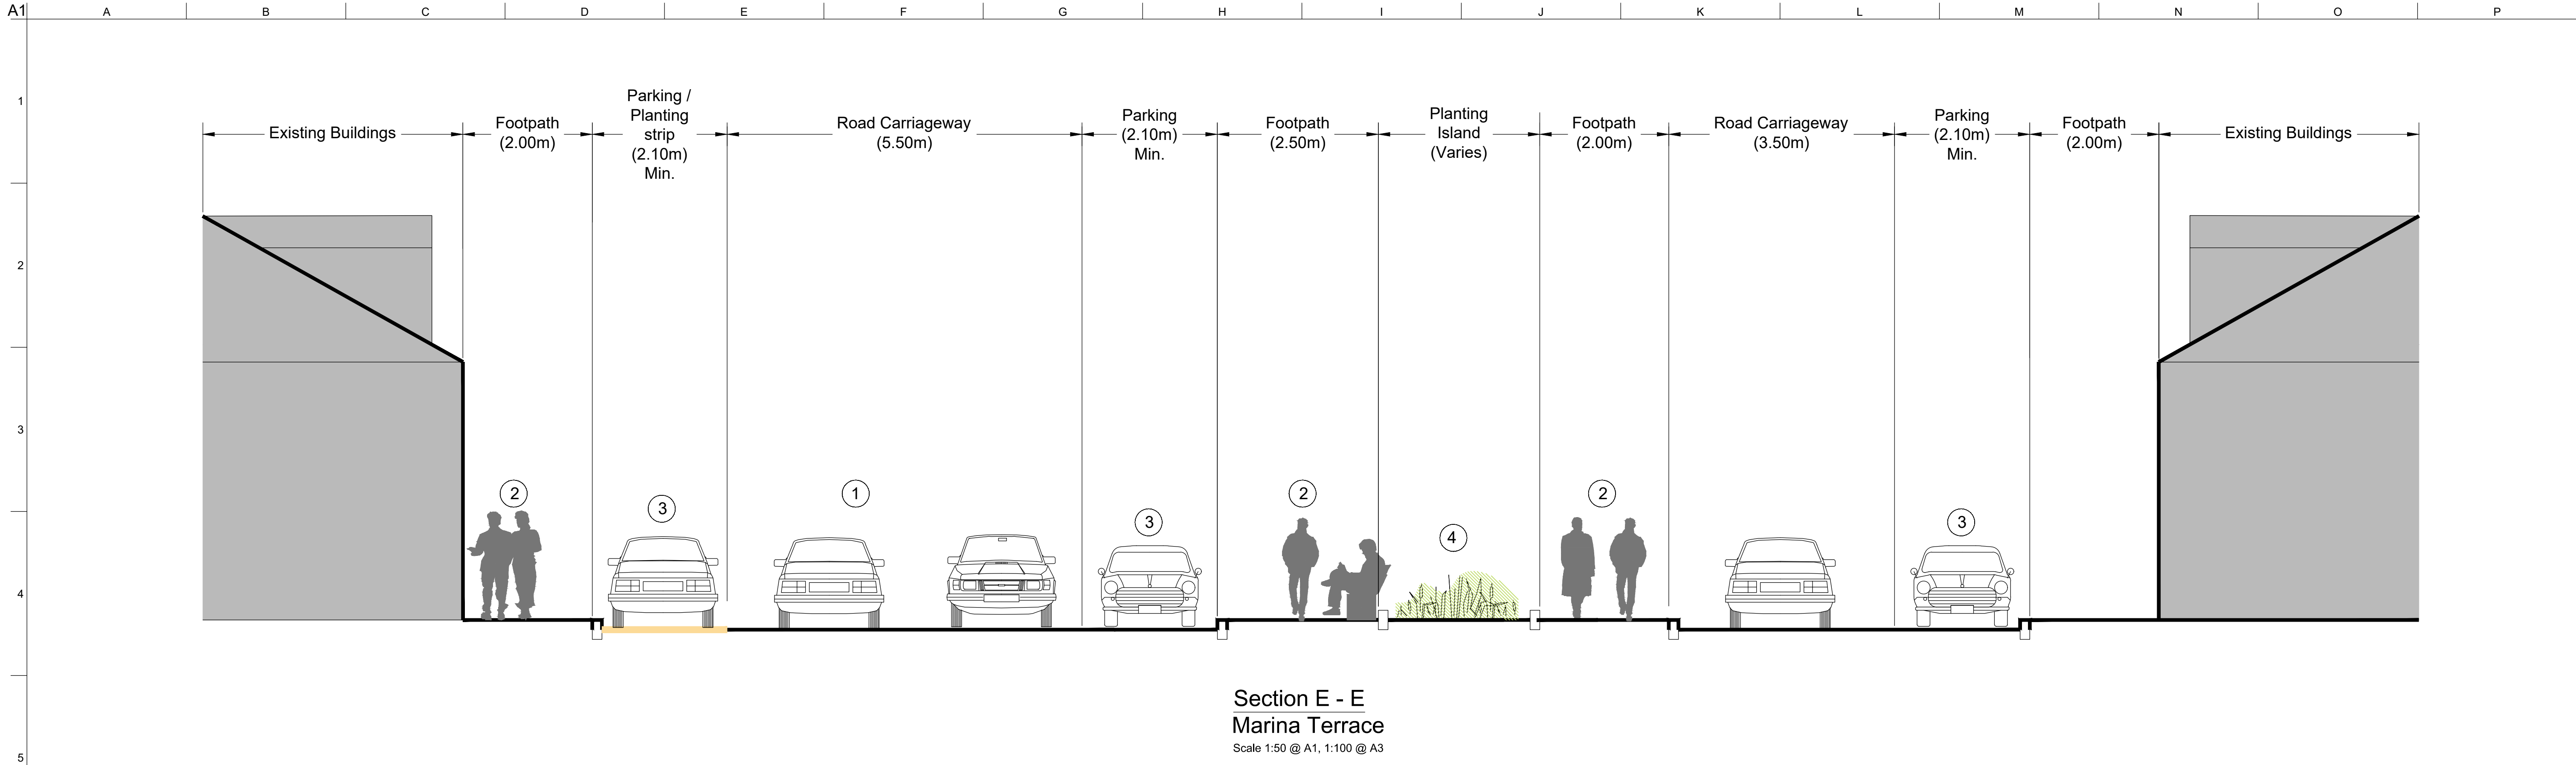 A1 A B C D E F G H I J K L M N O P
1
2
3
4
5
Existing Buildings
Footpath
(2.00m)
Parking /
Planting
strip
(2.10m)
Min.
Road Carriageway
(5.50m)
Parking
(2.10m)
Min.
Footpath
(2.50m)
Planting
Island
(Varies)
Footpath
(2.00m)
Road Carriageway
(3.50m)
Parking
(2.10m)
Min.
Footpath
(2.00m)
Existing Buildings
2
3
1
3
2
4
2
3
Section E - E
Marina Terrace
Scale 1:50 @ A1, 1:100 @ A3